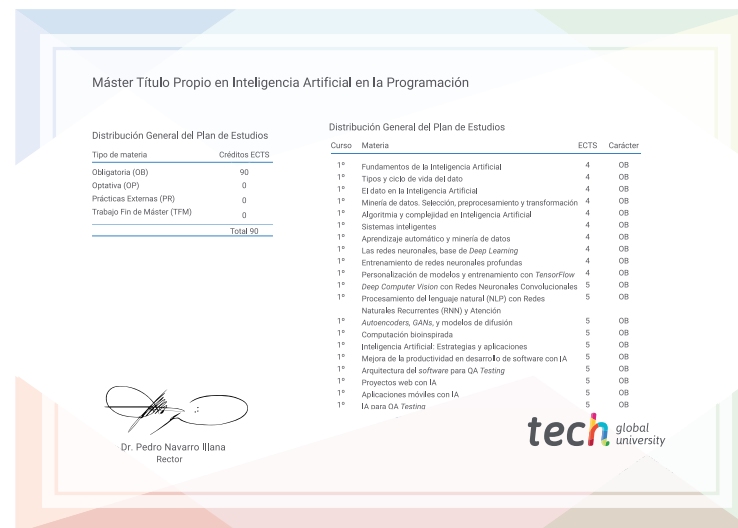 Máster Título Propio en Inteligencia Artificial en la Programación
Distribución General del Plan de Estudios
Tipo de materia Créditos ECTS
Obligatoria (OB) 90
Optativa (OP) 0
Prácticas Externas (PR) 0
Trabajo Fin de Máster (TFM) 0
Total 90
Distribución General del Plan de Estudios
Curso Materia ECTS Carácter
1º Fundamentos de la Inteligencia Artificial 4 OB
1º Tipos y ciclo de vida del dato 4 OB
1º El dato en la Inteligencia Artificial 4 OB
1º Minería de datos. Selección, preprocesamiento y transformación 4 OB
1º Algoritmia y complejidad en Inteligencia Artificial 4 OB
1º Sistemas inteligentes 4 OB
1º Aprendizaje automático y minería de datos 4 OB
1º Las redes neuronales, base de Deep Learning 4 OB
1º Entrenamiento de redes neuronales profundas 4 OB
1º Personalización de modelos y entrenamiento con TensorFlow 4 OB
1º Deep Computer Vision con Redes Neuronales Convolucionales 5 OB
1º Procesamiento del lenguaje natural (NLP) con Redes 5 OB
Naturales Recurrentes (RNN) y Atención
1º Autoencoders, GANs, y modelos de difusión 5 OB
1º Computación bioinspirada 5 OB
1º Inteligencia Artificial: Estrategias y aplicaciones 5 OB
1º Mejora de la productividad en desarrollo de software con IA 5 OB
1º Arquitectura del software para QA Testing 5 OB
1º Proyectos web con IA 5 OB
1º Aplicaciones móviles con IA 5 OB
1º IA para QA Testing 5 OB
Dr. Pedro Navarro Illana
Rector
tech global university